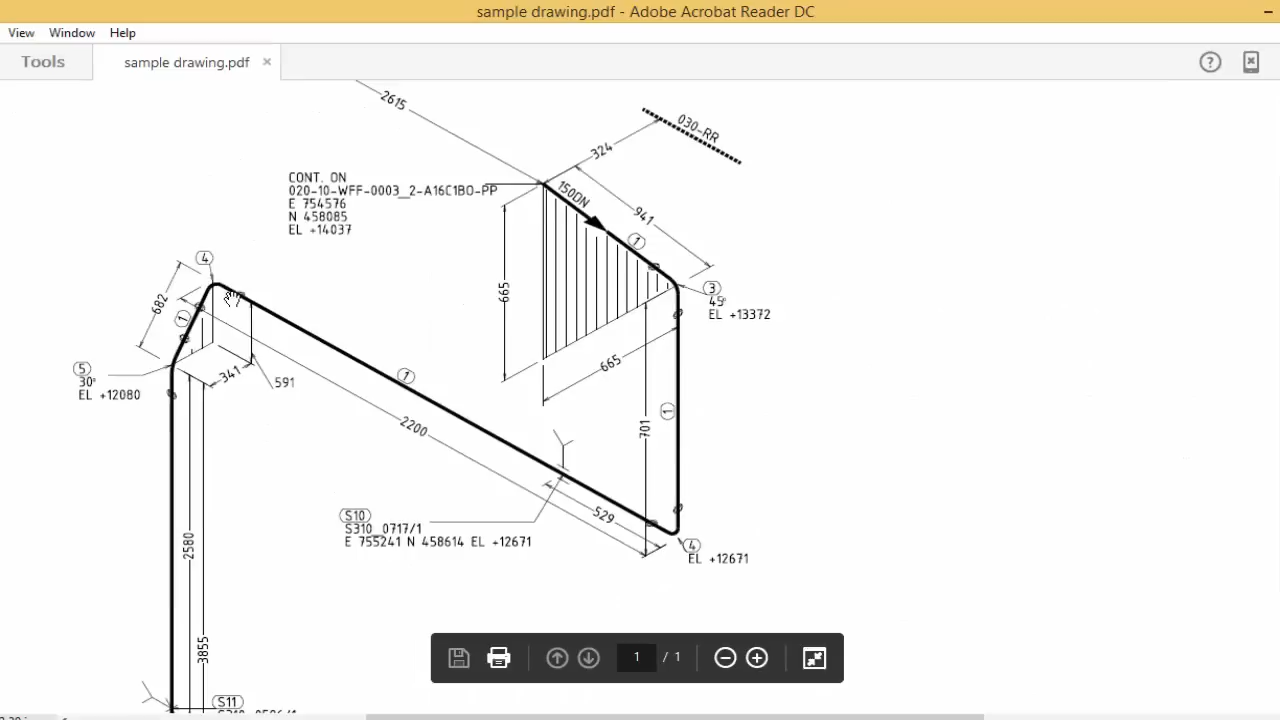 sample drawing.pdf - Adobe Acrobat Reader DC
View Window Help
Tools
sample drawing.pdf ×
?
2615
030-RR
324
CONT. ON
020-10-WFF-0003_2-A16C1BO-PP
E 754576
N 458085
EL +14037
150DN
941
1
665
3
45°
EL +13372
4
682
1
665
5
30°
EL +12080
341
591
1
1
701
2200
S10
S310_0717/1
E 755241 N 458614 EL +12671
529
4
EL +12671
2580
3855
1 / 1
S11